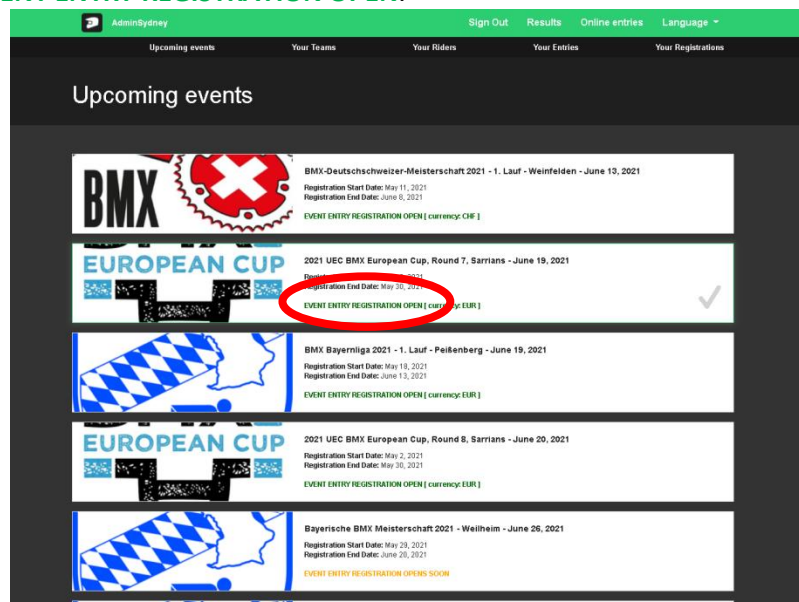 ENT ENTRY REGISTRATION OPEN.
AdminSydney Sign Out Results Online entries Language
Upcoming events Your Teams Your Riders Your Entries Your Registrations
Upcoming events
BMX
BMX-Deutschschweizer-Meisterschaft 2021 - 1. Lauf - Weinfelden - June 13, 2021
Registration Start Date: May 11, 2021
Registration End Date: June 8, 2021
EVENT ENTRY REGISTRATION OPEN [ currency: CHF ]
EUROPEAN CUP
2021 UEC BMX European Cup, Round 7, Sarrians - June 19, 2021
2021
Registration End Date: May 30, 2021
EVENT ENTRY REGISTRATION OPEN [ currency: EUR ]
BMX Bayernliga 2021 - 1. Lauf - Peißenberg - June 19, 2021
Registration Start Date: May 18, 2021
Registration End Date: June 13, 2021
EVENT ENTRY REGISTRATION OPEN [ currency: EUR ]
EUROPEAN CUP
2021 UEC BMX European Cup, Round 8, Sarrians - June 20, 2021
Registration Start Date: May 2, 2021
Registration End Date: May 30, 2021
EVENT ENTRY REGISTRATION OPEN [ currency: EUR ]
Bayerische BMX Meisterschaft 2021 - Weilheim - June 26, 2021
Registration Start Date: May 29, 2021
Registration End Date: June 20, 2021
EVENT ENTRY REGISTRATION OPENS SOON